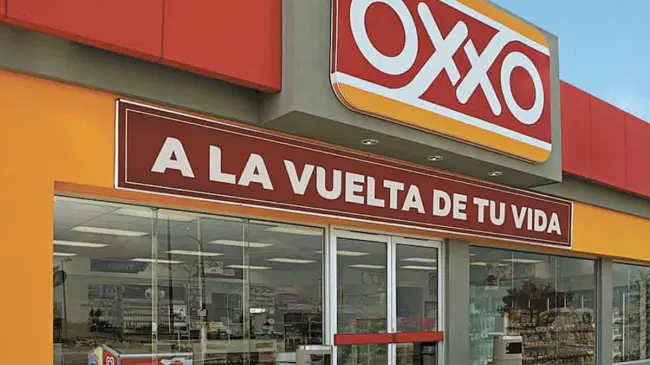 OXXO
A LA VUELTA DE TU VIDA